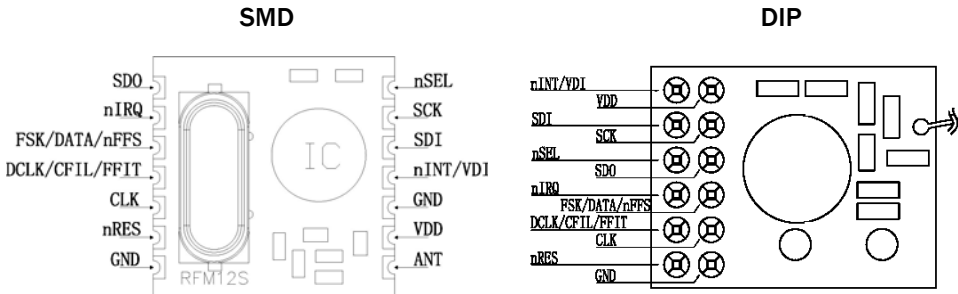 SMD
DIP
SDO
nIRQ
FSK/DATA/nFFS
DCLK/CFIL/FFIT
CLK
nRES
GND
nSEL
SCK
SDI
nINT/VDI
GND
VDD
ANT
IC
RFM12S
nINT/VDI
VDD
SDI
SCK
nSEL
SDO
nIRQ
FSK/DATA/nFFS
DCLK/CFIL/FFIT
CLK
nRES
GND